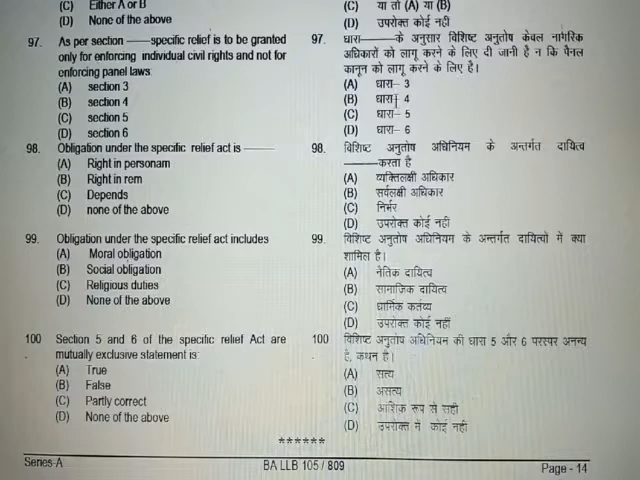 (C) Either A or B
(D) None of the above
97. As per section ——specific relief is to be granted
only for enforcing individual civil rights and not for
enforcing panel laws.
(A) section 3
(B) section 4
(C) section 5
(D) section 6
98. Obligation under the specific relief act is ——
(A) Right in personam
(B) Right in rem
(C) Depends
(D) none of the above
99. Obligation under the specific relief act includes
(A) Moral obligation
(B) Social obligation
(C) Religious duties
(D) None of the above
100 Section 5 and 6 of the specific relief Act are
mutually exclusive statement is:
(A) True
(B) False
(C) Partly correct
(D) None of the above
(C) या तो (A) या (B)
(D) उपरोक्त कोई नहीं
97. धारा——के अनुसार विशिष्ट अनुतोष केवल नागरिक
अधिकारों को लागू करने के लिए दी जानी है न कि पैनल
कानून को लागू करने के लिए है।
(A) धारा– 3
(B) धारा– 4
(C) धारा– 5
(D) धारा– 6
98. विशिष्ट अनुतोष अधिनियम के अन्तर्गत दायित्व
——करता है
(A) व्यक्तिलक्षी अधिकार
(B) सर्वलक्षी अधिकार
(C) निर्भर
(D) उपरोक्त कोई नहीं
99. विशिष्ट अनुतोष अधिनियम के अन्तर्गत दायित्वों में क्या
शामिल है।
(A) नैतिक दायित्व
(B) सामाजिक दायित्व
(C) धार्मिक कर्तव्य
(D) उपरोक्त कोई नहीं
100 विशिष्ट अनुतोष अधिनियम की धारा 5 और 6 परस्पर अनन्य
है, कथन है।
(A) सत्य
(B) असत्य
(C) आंशिक रूप से सही
(D) उपरोक्त में कोई नहीं
******
Series-A BA LLB 105 / 809 Page - 14